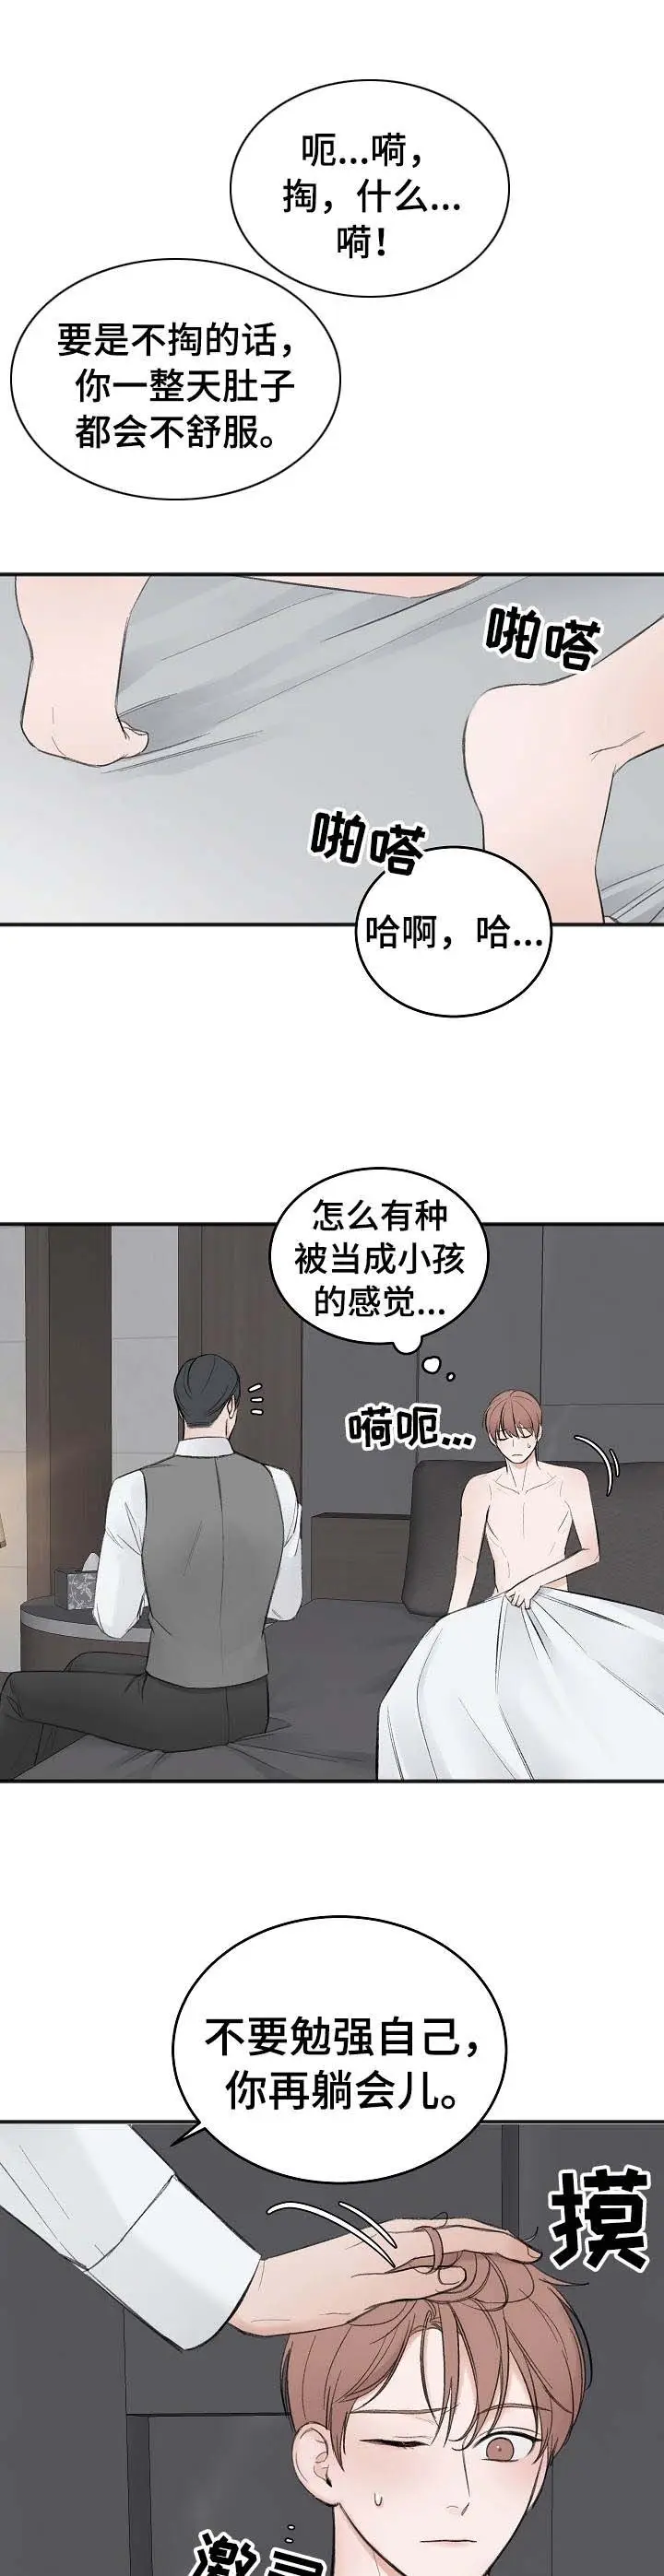 呃...嗬，
掏，什么...
嗬！
要是不掏的话，
你一整天肚子
都会不舒服。
啪嗒
啪嗒
哈啊，哈...
怎么有种
被当成小孩
的感觉...
嗬呃...
不要勉强自己，
你再躺会儿。
摸
激灵